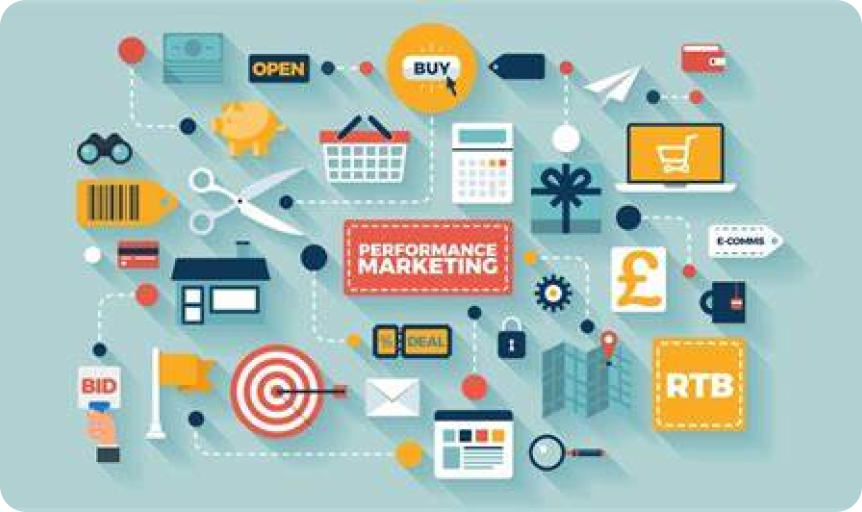 OPEN
BUY
E-COMMS
PERFORMANCE
MARKETING
£
% DEAL
BID
RTB